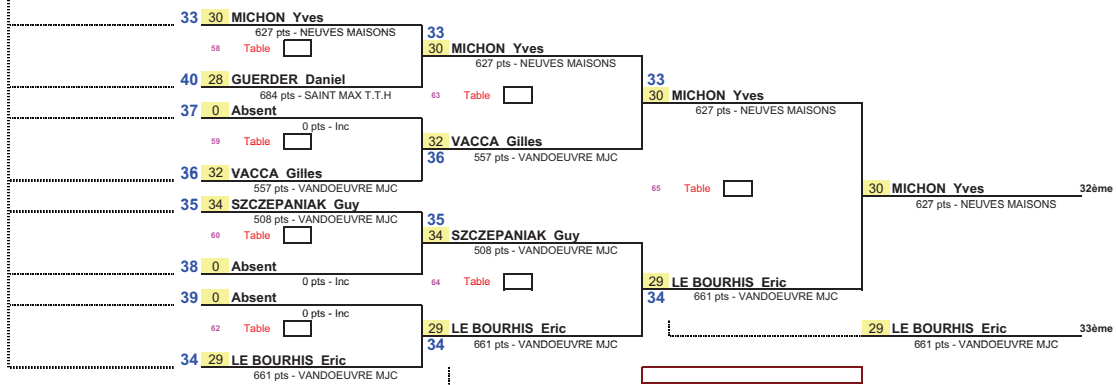 33 30 MICHON Yves
627 pts - NEUVES MAISONS
58 Table
40 28 GUERDER Daniel
684 pts - SAINT MAX T.T.H
37 0 Absent
0 pts - Inc
59 Table
36 32 VACCA Gilles
557 pts - VANDOEUVRE MJC
35 34 SZCZEPANIAK Guy
508 pts - VANDOEUVRE MJC
60 Table
38 0 Absent
0 pts - Inc
39 0 Absent
0 pts - Inc
62 Table
34 29 LE BOURHIS Eric
661 pts - VANDOEUVRE MJC
33
30 MICHON Yves
627 pts - NEUVES MAISONS
63 Table
32 VACCA Gilles
36 557 pts - VANDOEUVRE MJC
35
34 SZCZEPANIAK Guy
508 pts - VANDOEUVRE MJC
64 Table
29 LE BOURHIS Eric
34 661 pts - VANDOEUVRE MJC
33
30 MICHON Yves
627 pts - NEUVES MAISONS
65 Table
29 LE BOURHIS Eric
34 661 pts - VANDOEUVRE MJC
30 MICHON Yves 32ème
627 pts - NEUVES MAISONS
29 LE BOURHIS Eric 33ème
661 pts - VANDOEUVRE MJC